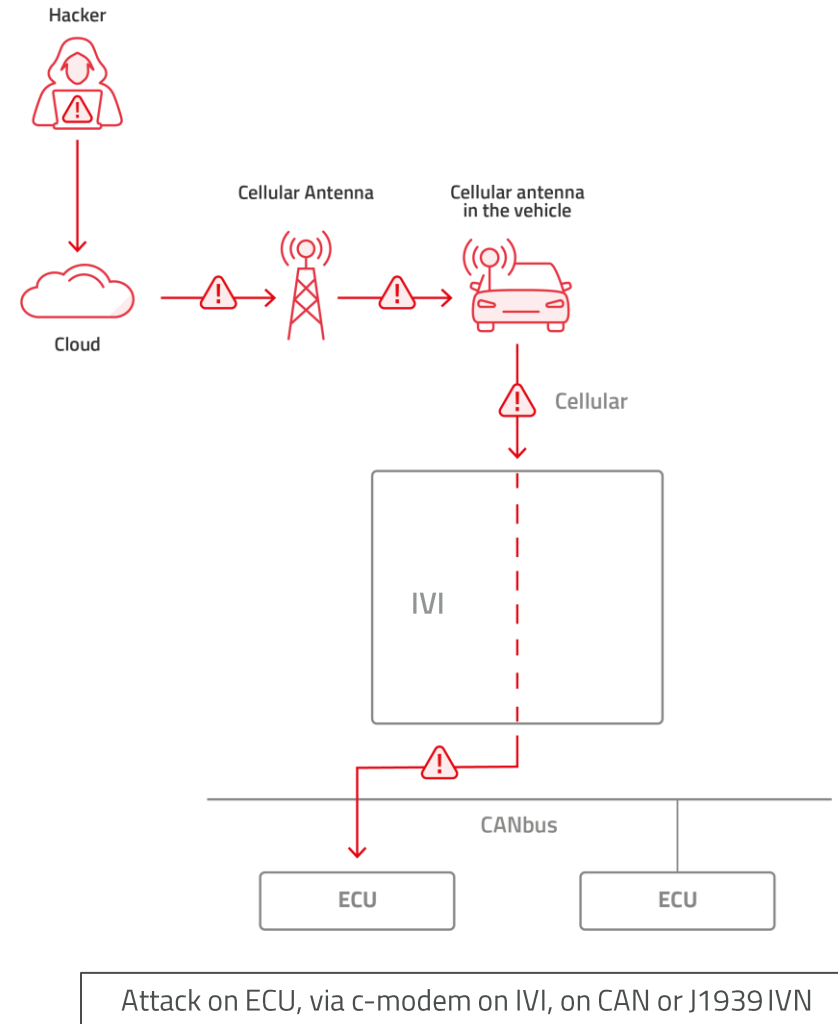 Hacker
Cellular Antenna
Cellular antenna
in the vehicle
Cloud
Cellular
IVI
CANbus
ECU
ECU
Attack on ECU, via c-modem on IVI, on CAN or J1939 IVN